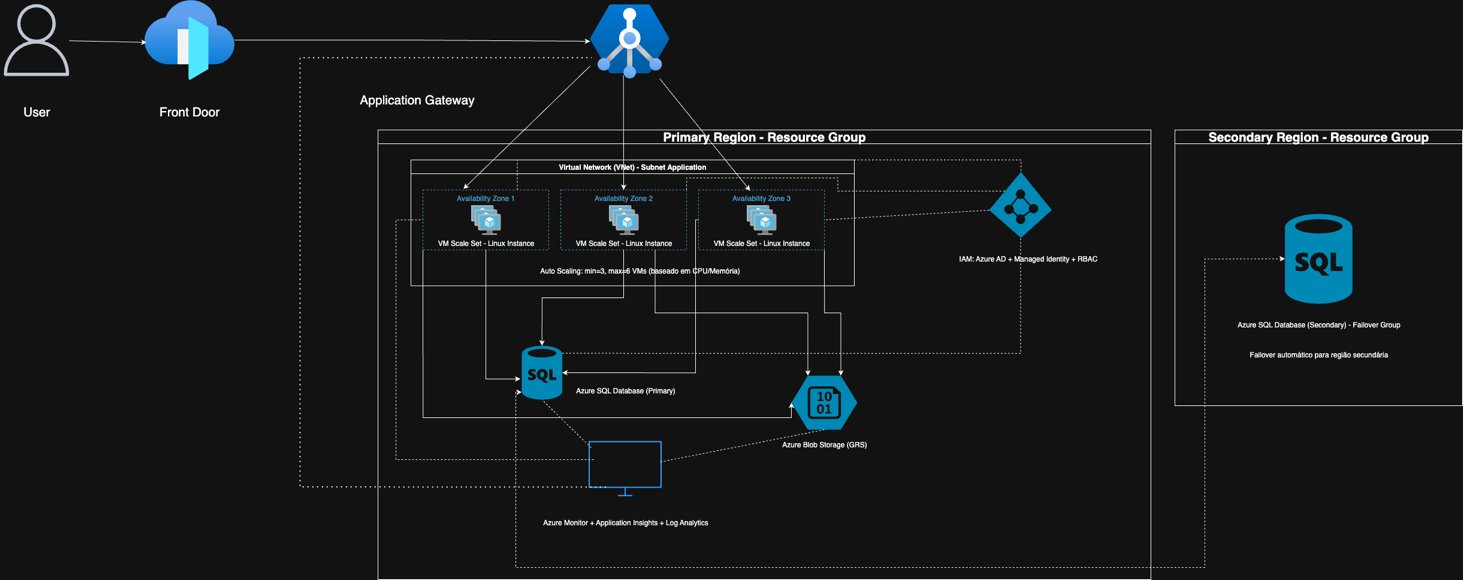 User
Front Door
Application Gateway
Primary Region - Resource Group
Secondary Region - Resource Group
Virtual Network (VNet) - Subnet Application
Availability Zone 1
Availability Zone 2
Availability Zone 3
VM Scale Set - Linux Instance
VM Scale Set - Linux Instance
VM Scale Set - Linux Instance
Auto Scaling: min=3, max=6 VMs (baseado em CPU/Memória)
IAM: Azure AD + Managed Identity + RBAC
SQL
Azure SQL Database (Secondary) - Failover Group
Failover automático para região secundária
SQL
Azure SQL Database (Primary)
10
01
Azure Blob Storage (GRS)
Azure Monitor + Application Insights + Log Analytics